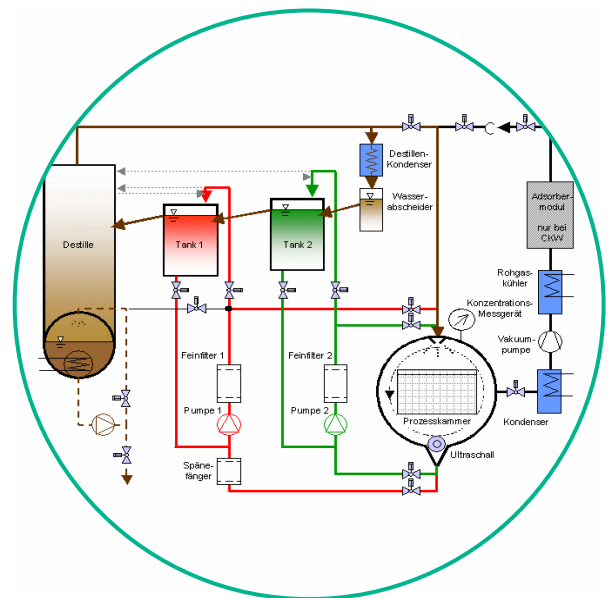 Destillen-
Kondenser
Wasser-
abscheider
Destille
Tank 1
Tank 2
Adsorber-
modul
nur bei
CKW
Rohgas-
kühler
Konzentrations-
Messgerät
Vakuum-
pumpe
Feinfilter 1
Feinfilter 2
Pumpe 1
Pumpe 2
Prozesskammer
Kondenser
Ultraschall
Späne-
fänger